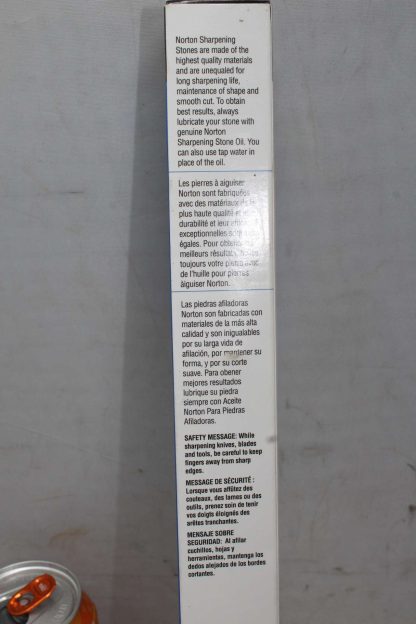 Norton Sharpening
Stones are made of the
highest quality materials
and are unequaled for
long sharpening life,
maintenance of shape and
smooth cut. To obtain
best results, always
lubricate your stone with
genuine Norton
Sharpening Stone Oil. You
can also use tap water in
place of the oil.
Les pierres à aiguiser
Norton sont fabriquées
avec des matériaux de la
plus haute qualité et
durabilité et leur
exceptionnelles sont
égales. Pour obtenir
meilleurs résultats,
toujours votre pierre avec
de l'huille pour pierres
àiguiser Norton.
Las piedras afiladoras
Norton son fabricadas con
materiales de la más alta
calidad y son inigualables
por su larga vida de
afilación, por mantener su
forma, y por su corte
suave. Para obener
mejores resultados
lubrique su piedra
siempre con Aceite
Norton Para Piedras
Afiladoras.
SAFETY MESSAGE: While
sharpening knives, blades
and tools, be careful to keep
fingers away from sharp
edges.
MESSAGE DE SÉCURITÉ :
Lorsque vous affûtez des
couteaux, des lames ou des
outils, prenez soin de tenir
vos doigts éloignés des
arêtes tranchantes.
MENSAJE SOBRE
SEGURIDAD: Al afilar
cuchillos, hojas y
herramientas, mantenga los
dedos alejados de los bordes
cortantes.